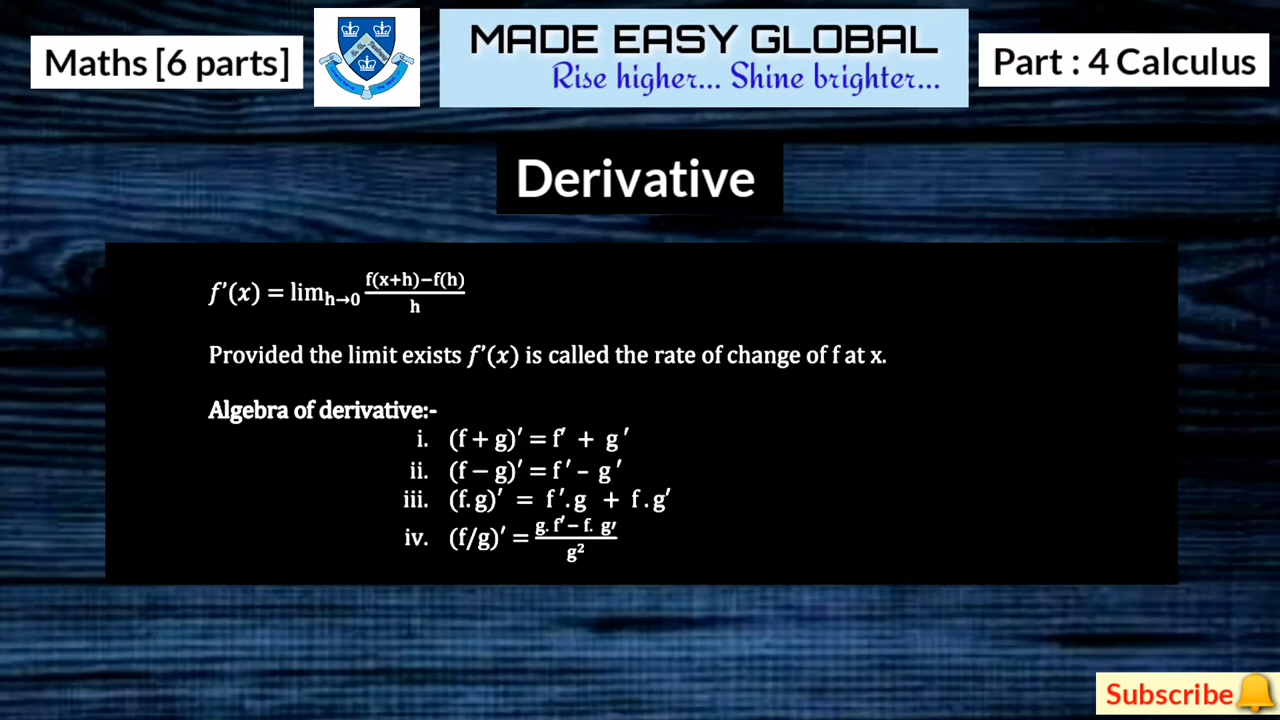 Maths [6 parts]
MADE EASY GLOBAL
Rise higher... Shine brighter...
Part : 4 Calculus
Derivative
f'(x) = lim h→0 f(x+h)−f(h) / h
Provided the limit exists f'(x) is called the rate of change of f at x.
Algebra of derivative:-
i. (f + g)′ = f′ + g′
ii. (f − g)′ = f′ – g′
iii. (f. g)′ = f′.g + f .g′
iv. (f/g)′ = g. f′− f. g′ / g²
Subscribe